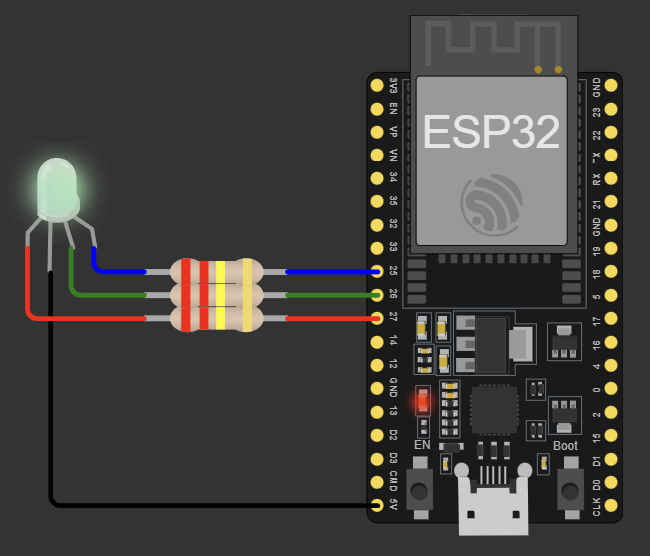 ESP32
3V3
EN
VP
VN
34
35
32
33
25
26
27
14
12
GND
13
D2
D3
CMD
5V
GND
23
22
TX
RX
21
GND
19
18
5
17
16
4
0
2
15
D1
D0
CLK
EN
Boot